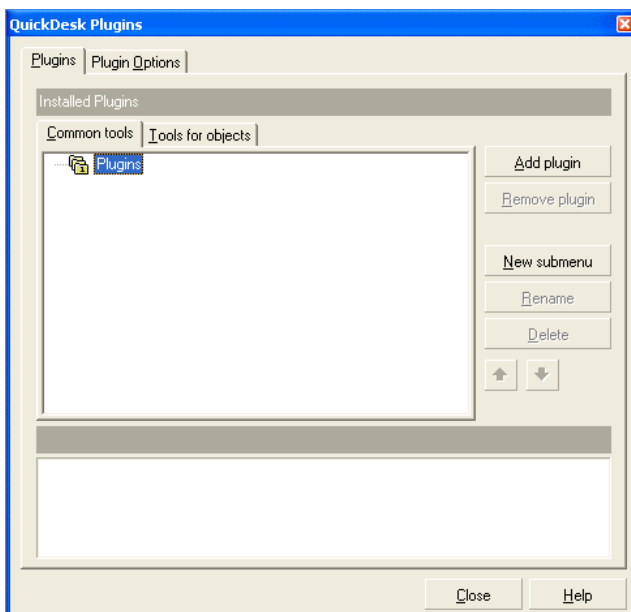 QuickDesk Plugins
Plugins Plugin Options
Installed Plugins
Common tools Tools for objects
Plugins
Add plugin
Remove plugin
New submenu
Rename
Delete
Close Help